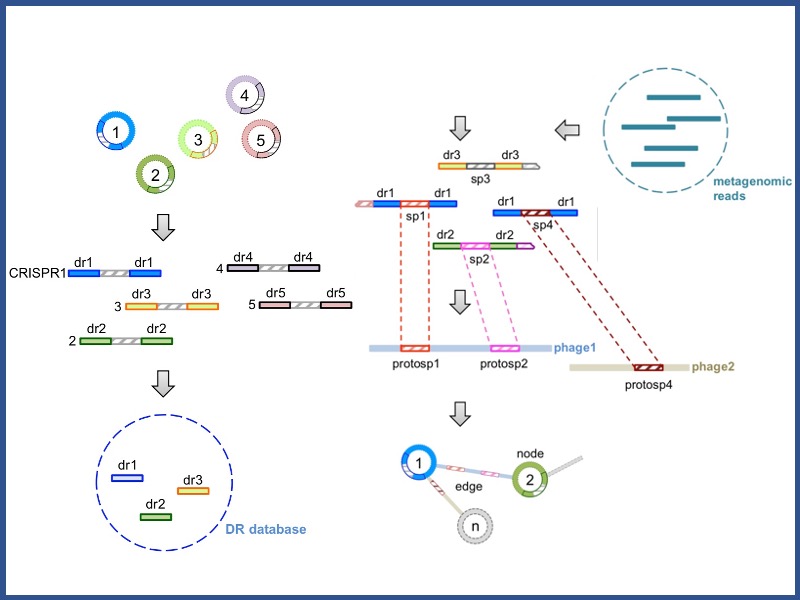 4
1
3
5
2
dr1 dr1
CRISPR1
dr4 dr4
4
dr3 dr3
3
dr5 dr5
5
dr2 dr2
2
dr1
dr3
dr2
DR database
metagenomic
reads
dr3 dr3
sp3
dr1 dr1
sp1
dr1 dr1
sp4
dr2 dr2
sp2
phage1
protosp1 protosp2
phage2
protosp4
node
1
2
edge
n